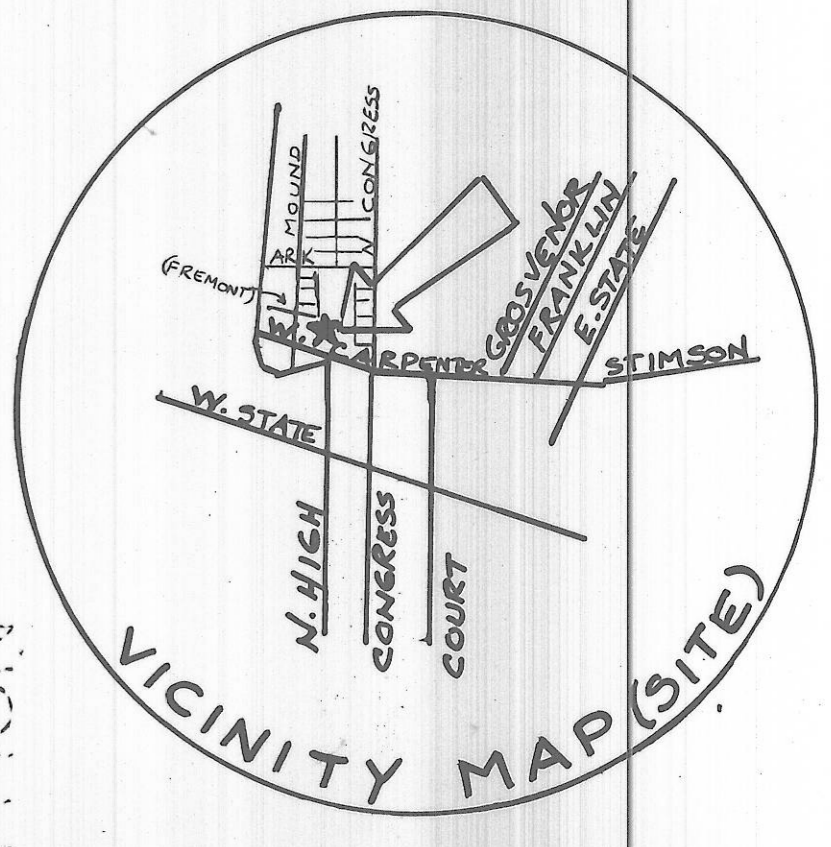 MOUND
N CONGRESS
ARK
(FREMONT)
GROSVENOR
FRANKLIN
E. STATE
W. CARPENTER
STIMSON
W. STATE
N. HIGH
CONGRESS
COURT
VICINITY MAP (SITE)